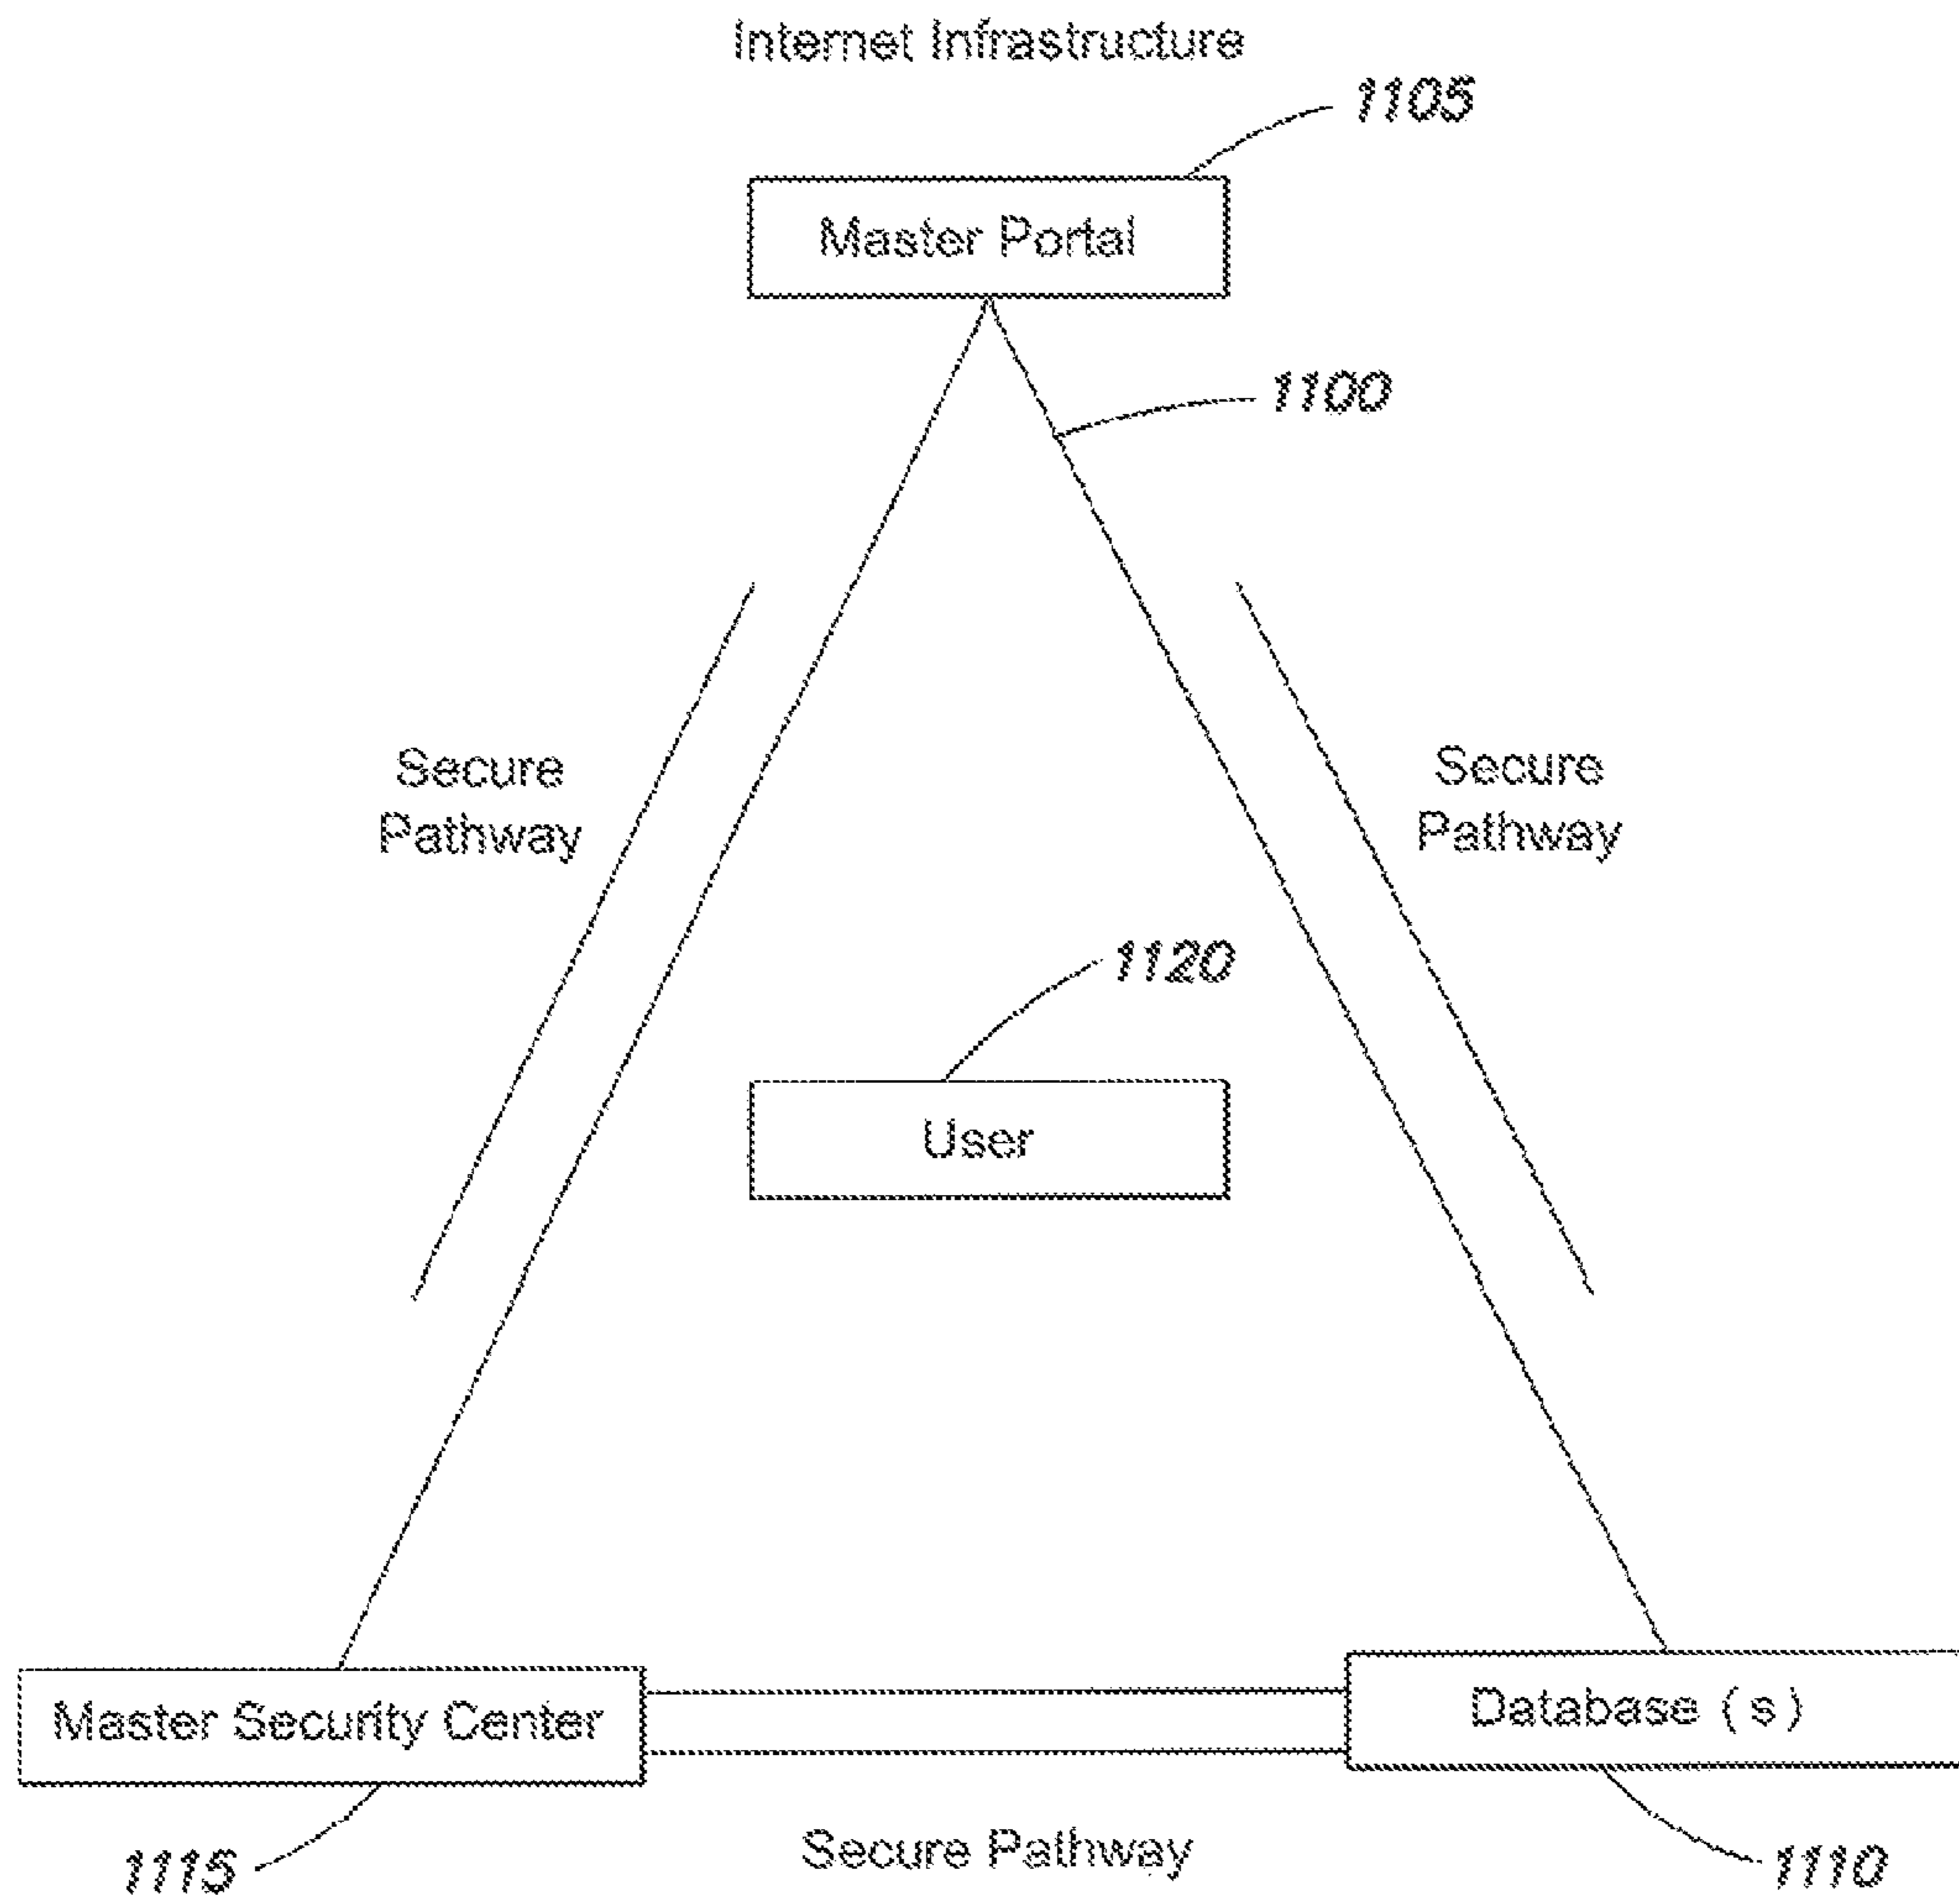 Internet Infrastructure
1105
Master Portal
1100
Secure
Pathway
Secure
Pathway
1120
User
Master Security Center
Database (s)
Secure Pathway
1115
1110